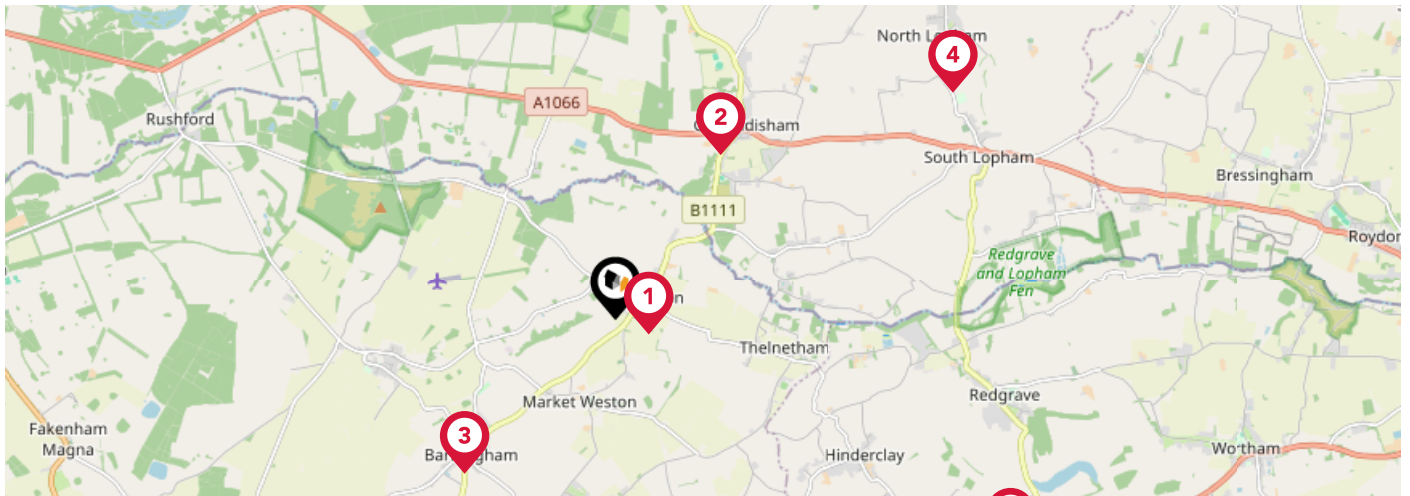 North
4
A1066
2
disham
Rushford
South Lopham
Bressingham
B1111
Roydon
Redgrave
and Lopham
Fen
1
Thelnetham
Redgrave
Market Weston
3
Fakenham
Magna
Hinderclay
Wortham